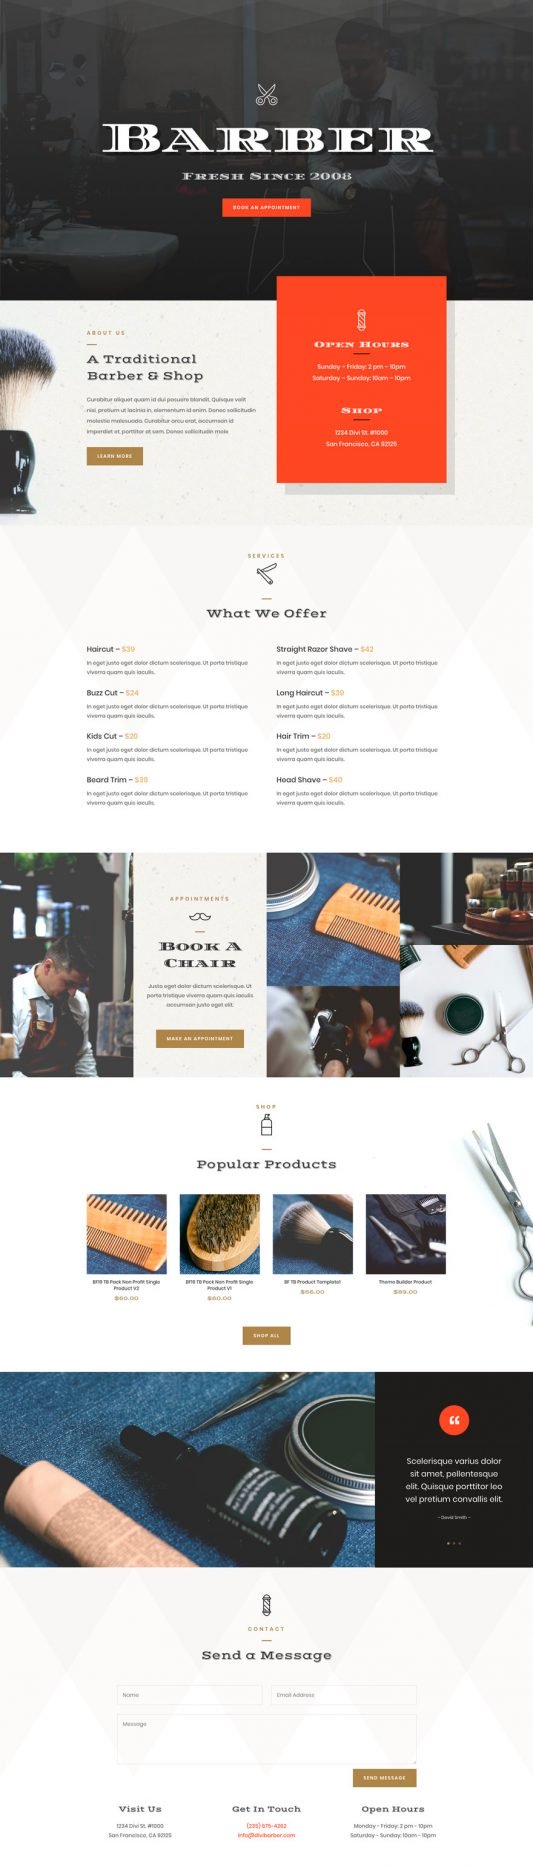 Barber
Fresh Since 2008
BOOK AN APPOINTMENT
ABOUT US
A Traditional
Barber & Shop
Curabitur aliquet quam id dui posuere blandit. Quisque velit
nisi, pretium ut lacinia in, elementum id enim. Donec sollicitudin
molestie malesuada. Curabitur arcu erat, accumsan id
imperdiet et, porttitor at sem. Donec sollicitudin mole
LEARN MORE
Open Hours
Sunday – Friday: 2 pm – 10pm
Saturday – Sunday: 10am – 10pm
Shop
1234 Divi St. #1000
San Francisco, CA 92125
SERVICES
What We Offer
Haircut – $39
In eget justo eget dolor dictum scelerisque. Ut porta tristique
viverra quam quis iaculis.
Buzz Cut – $24
In eget justo eget dolor dictum scelerisque. Ut porta tristique
viverra quam quis iaculis.
Kids Cut – $20
In eget justo eget dolor dictum scelerisque. Ut porta tristique
viverra quam quis iaculis.
Beard Trim – $39
In eget justo eget dolor dictum scelerisque. Ut porta tristique
viverra quam quis iaculis.
Straight Razor Shave – $42
In eget justo eget dolor dictum scelerisque. Ut porta tristique
viverra quam quis iaculis.
Long Haircut – $39
In eget justo eget dolor dictum scelerisque. Ut porta tristique
viverra quam quis iaculis.
Hair Trim – $20
In eget justo eget dolor dictum scelerisque. Ut porta tristique
viverra quam quis iaculis.
Head Shave – $40
In eget justo eget dolor dictum scelerisque. Ut porta tristique
viverra quam quis iaculis.
APPOINTMENTS
Book A
Chair
Justo eget dolor dictum scelerisque. Ut
porta tristique viverra quam quis iaculis
accumsan justo eget elit.
MAKE AN APPOINTMENT
SHOP
Popular Products
BFTB TB Pack Non Profit Single
Product V2
$60.00
BFTB TB Pack Non Profit Single
Product V1
$60.00
BF TB Product Template1
$66.00
Theme Builder Product
$89.00
SHOP ALL
Scelerisque varius dolor
sit amet, pellentesque
elit. Quisque porttitor leo
vel pretium convallis elit.
– David Smith –
CONTACT
Send a Message
Name
Email Address
Message
SEND MESSAGE
Visit Us
1234 Divi St. #1000
San Francisco, CA 92125
Get In Touch
(235) 575-4262
info@divibarber.com
Open Hours
Monday - Friday: 2 pm - 10pm
Saturday - Sunday: 10am - 10pm